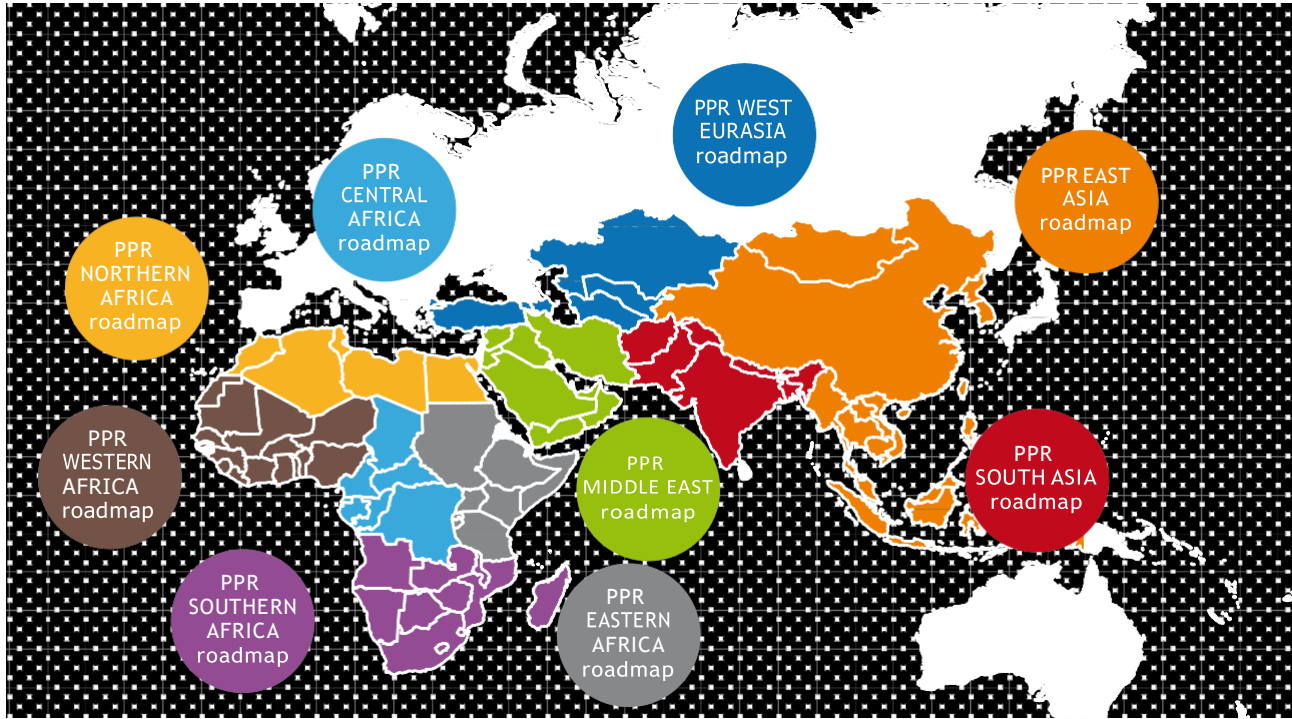 PPR WEST
EURASIA
roadmap
PPR
CENTRAL
AFRICA
roadmap
PPR EAST
ASIA
roadmap
PPR
NORTHERN
AFRICA
roadmap
PPR
WESTERN
AFRICA
roadmap
PPR
MIDDLE EAST
roadmap
PPR
SOUTH ASIA
roadmap
PPR
SOUTHERN
AFRICA
roadmap
PPR
EASTERN
AFRICA
roadmap